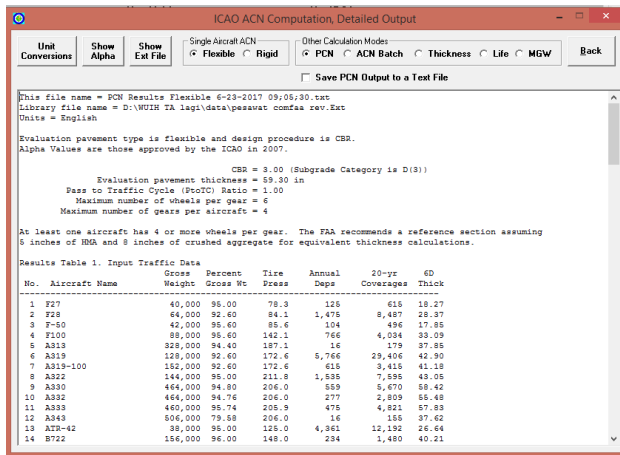 ICAO ACN Computation, Detailed Output
Unit Conversions
Show Alpha
Show Ext File
Single Aircraft ACN
Flexible Rigid
Other Calculation Modes
PCN ACN Batch Thickness Life MGW
Back
Save PCN Output to a Text File
This file name = PCN Results Flexible 6-23-2017 09;05;30.txt
Library file name = D:\WUIH TA lagi\data\pesawat comfaa rev.Ext
Units = English
Evaluation pavement type is flexible and design procedure is CBR.
Alpha Values are those approved by the ICAO in 2007.
CBR = 3.00 (Subgrade Category is D(3))
Evaluation pavement thickness = 59.30 in
Pass to Traffic Cycle (PtoTC) Ratio = 1.00
Maximum number of wheels per gear = 6
Maximum number of gears per aircraft = 4
At least one aircraft has 4 or more wheels per gear. The FAA recommends a reference section assuming
5 inches of HMA and 8 inches of crushed aggregate for equivalent thickness calculations.
Results Table 1. Input Traffic Data
Gross Percent Tire Annual 20-yr 6D
No. Aircraft Name Weight Gross Wt Press Deps Coverages Thick
1 F27 40,000 95.00 78.3 125 615 18.27
2 F28 64,000 92.60 84.1 1,475 8,487 28.37
3 F-50 42,000 95.60 85.6 104 496 17.85
4 F100 88,000 95.60 142.1 766 4,034 33.09
5 A313 328,000 94.40 187.1 16 179 37.85
6 A319 128,000 92.60 172.6 5,766 29,406 42.90
7 A319-100 152,000 92.60 172.6 615 3,415 41.18
8 A322 144,000 95.00 211.8 1,535 7,595 43.05
9 A330 464,000 94.80 206.0 559 5,670 58.42
10 A332 464,000 94.76 206.0 277 2,809 55.48
11 A333 460,000 95.74 205.9 475 4,821 57.83
12 A343 506,000 79.58 206.0 16 155 37.62
13 ATR-42 38,000 95.00 125.0 4,361 12,192 26.64
14 B722 156,000 96.00 148.0 234 1,480 40.21